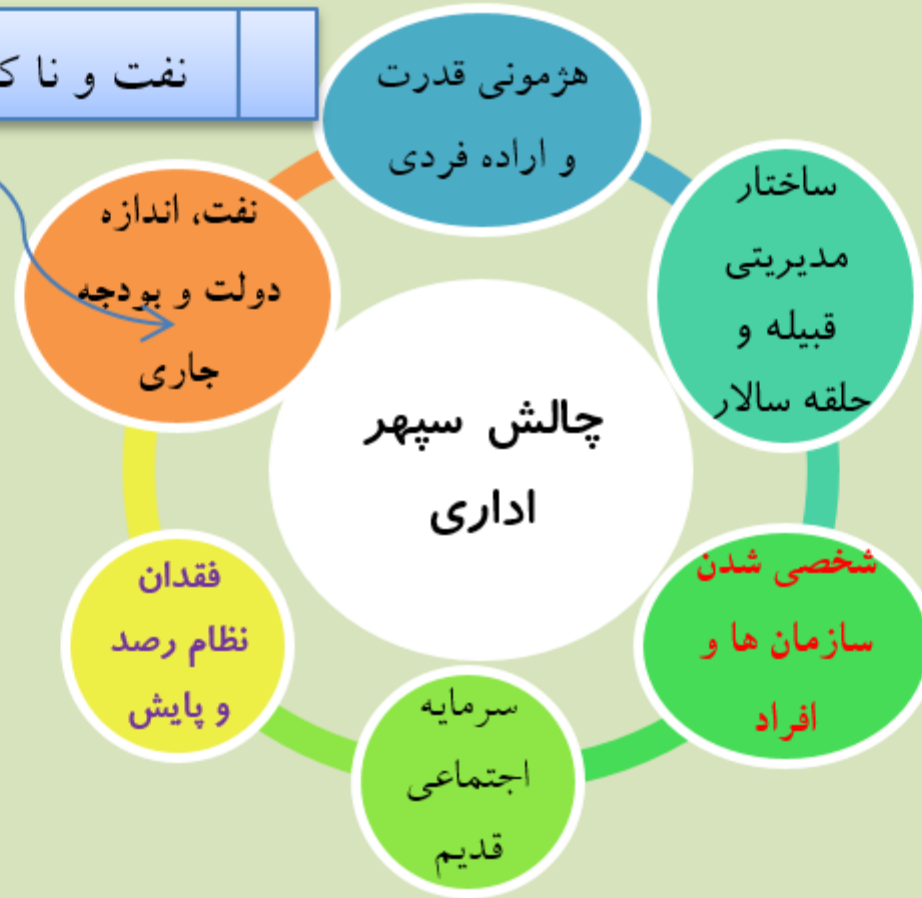 نفت و نا
هژمونی قدرت
و اراده فردی
ساختار
مدیریتی
قبیله و
حلقه سالار
شخصی شدن
سازمان ها و
افراد
سرمایه
اجتماعی
قدیم
فقدان
نظام رصد
و پایش
نفت، اندازه
دولت و بودجه
جاری
چالش سپهر
اداری